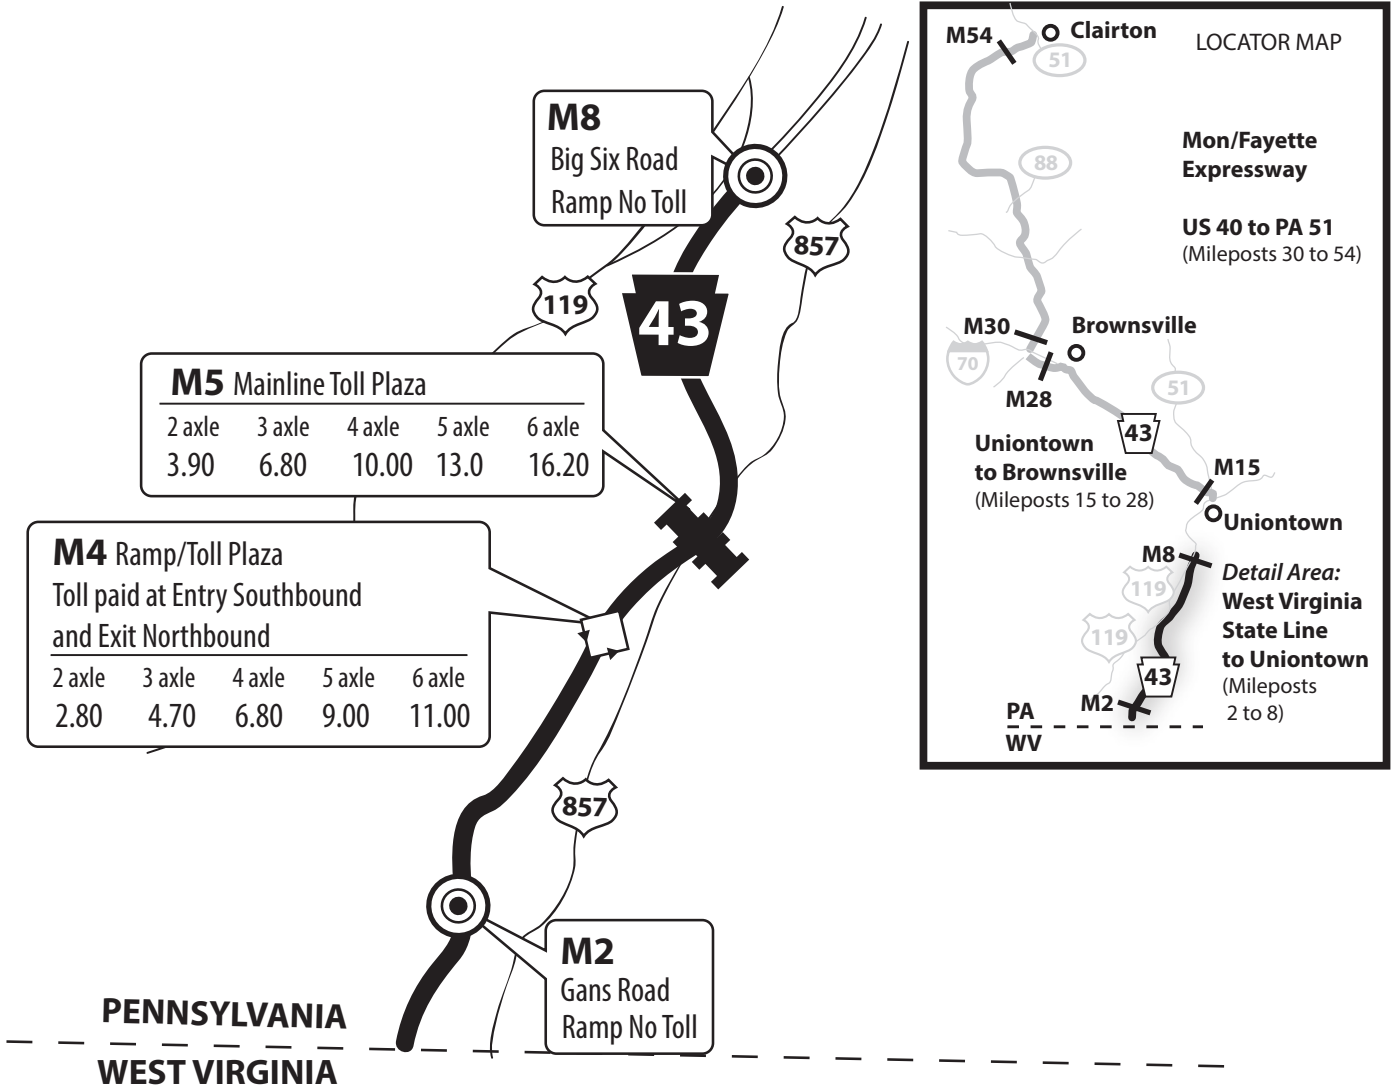 M8
Big Six Road
Ramp No Toll
857
119
43
M5 Mainline Toll Plaza
2 axle 3 axle 4 axle 5 axle 6 axle
3.90 6.80 10.00 13.0 16.20
M4 Ramp/Toll Plaza
Toll paid at Entry Southbound
and Exit Northbound
2 axle 3 axle 4 axle 5 axle 6 axle
2.80 4.70 6.80 9.00 11.00
857
M2
Gans Road
Ramp No Toll
PENNSYLVANIA
WEST VIRGINIA
LOCATOR MAP
M54
Clairton
51
Mon/Fayette
Expressway
88
US 40 to PA 51
(Mileposts 30 to 54)
M30
Brownsville
70
M28
51
43
Uniontown
to Brownsville
(Mileposts 15 to 28)
M15
Uniontown
M8
Detail Area:
West Virginia
State Line
to Uniontown
(Mileposts
2 to 8)
119
119
43
M2
PA
WV